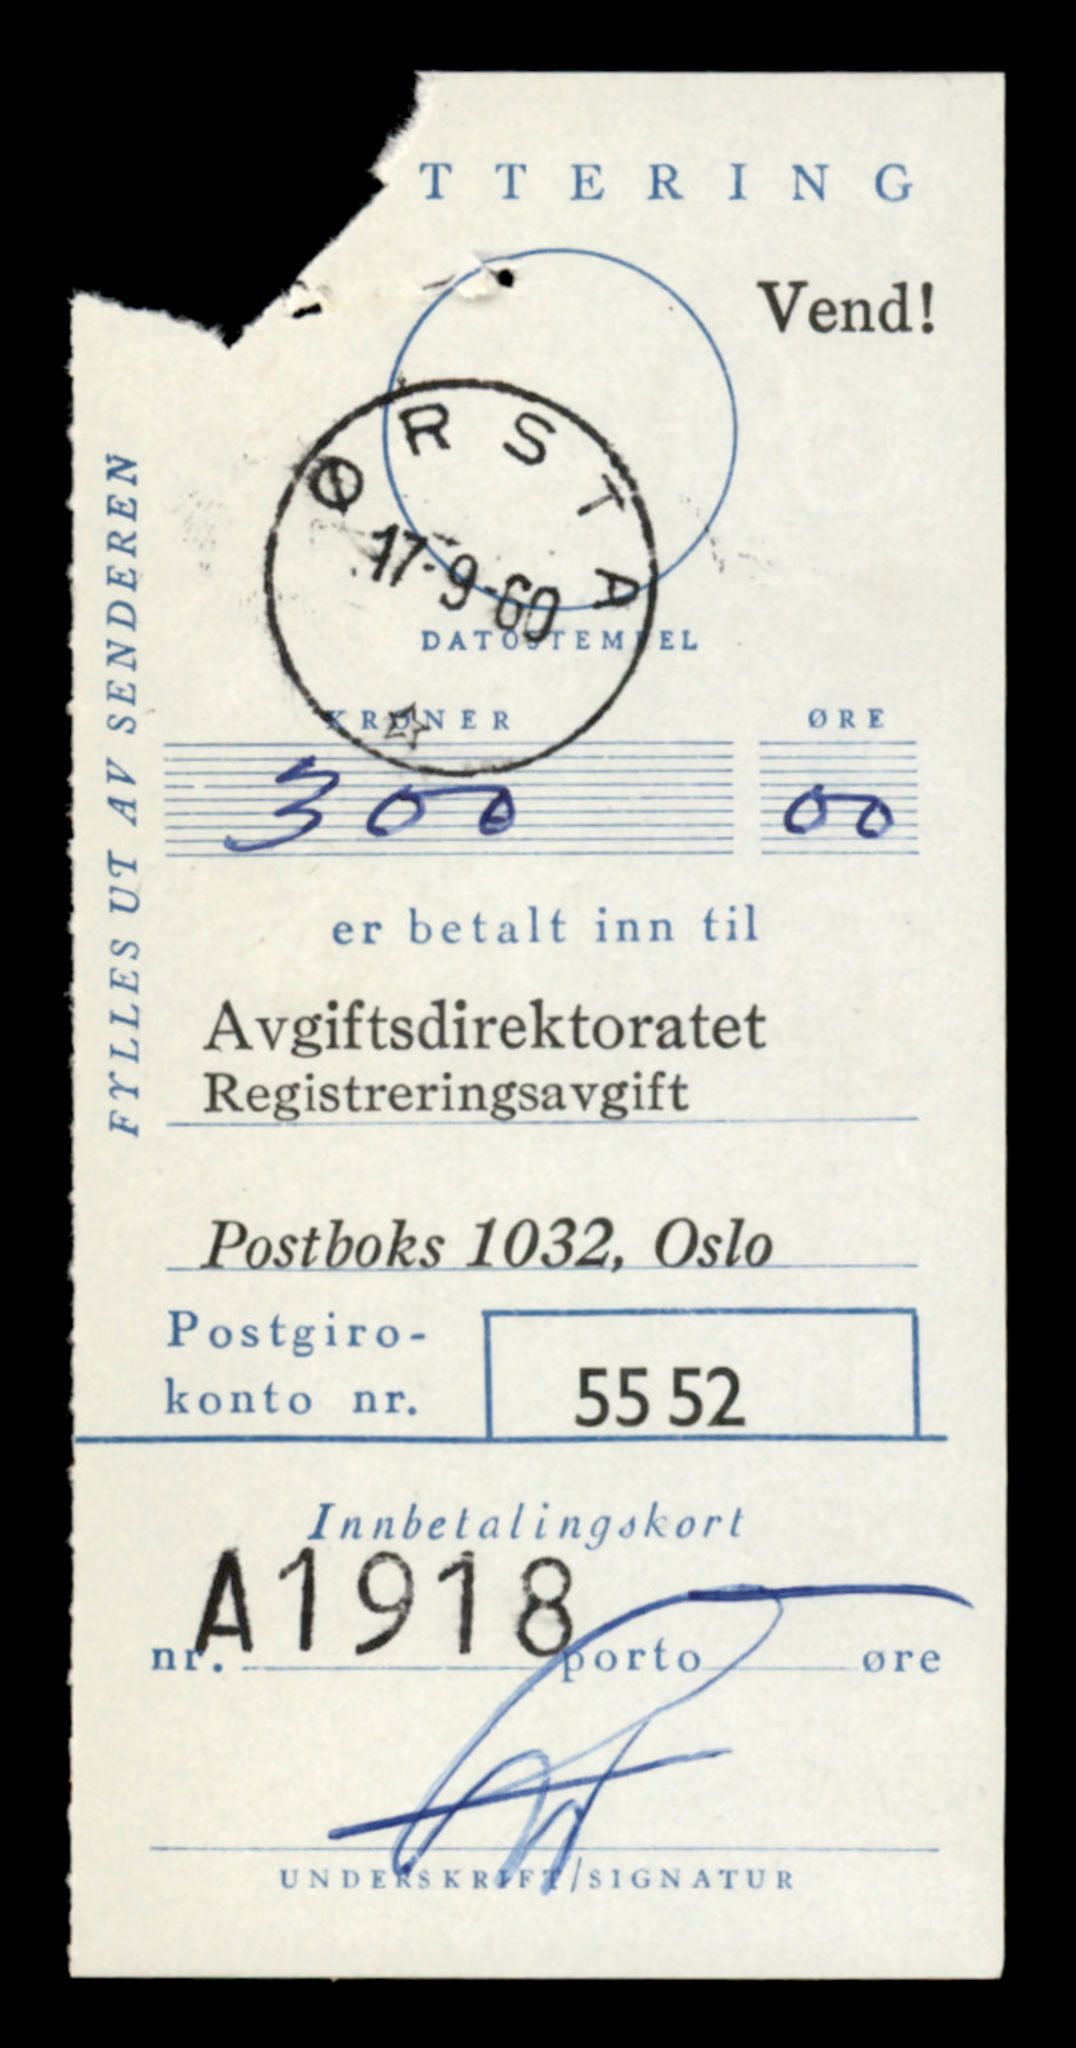 TTERING
Vend!
ØRSTA
17-9-60
DATOSTEMPEL
FYLLES UT AV SENDEREN
KRONER ØRE
300 00
er betalt inn til
Avgiftsdirektoratet
Registreringsavgift
Postboks 1032, Oslo
Postgiro-
konto nr. 55 52
Innbetalingskort
nr. A1918 porto øre
UNDERSKRIFT/SIGNATUR